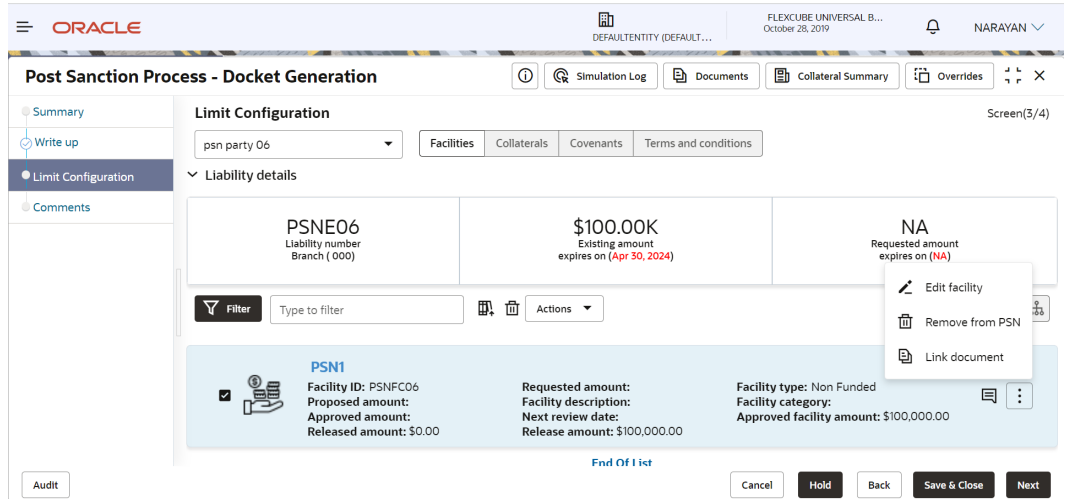 ORACLE
DEFAULTENTITY (DEFAULT...
FLEXCUBE UNIVERSAL B...
October 28, 2019
NARAYAN
Post Sanction Process - Docket Generation
Simulation Log
Documents
Collateral Summary
Overrides
Summary
Write up
Limit Configuration
Comments
Limit Configuration
Screen(3/4)
psn party 06
Facilities
Collaterals
Covenants
Terms and conditions
Liability details
PSNE06
Liability number
Branch ( 000)
$100.00K
Existing amount
expires on (Apr 30, 2024)
NA
Requested amount
expires on (NA)
Filter
Type to filter
Actions
Edit facility
Remove from PSN
Link document
PSN1
Facility ID: PSNFC06
Proposed amount:
Approved amount:
Released amount: $0.00
Requested amount:
Facility description:
Next review date:
Release amount: $100,000.00
Facility type: Non Funded
Facility category:
Approved facility amount: $100,000.00
End Of List
Audit
Cancel
Hold
Back
Save & Close
Next